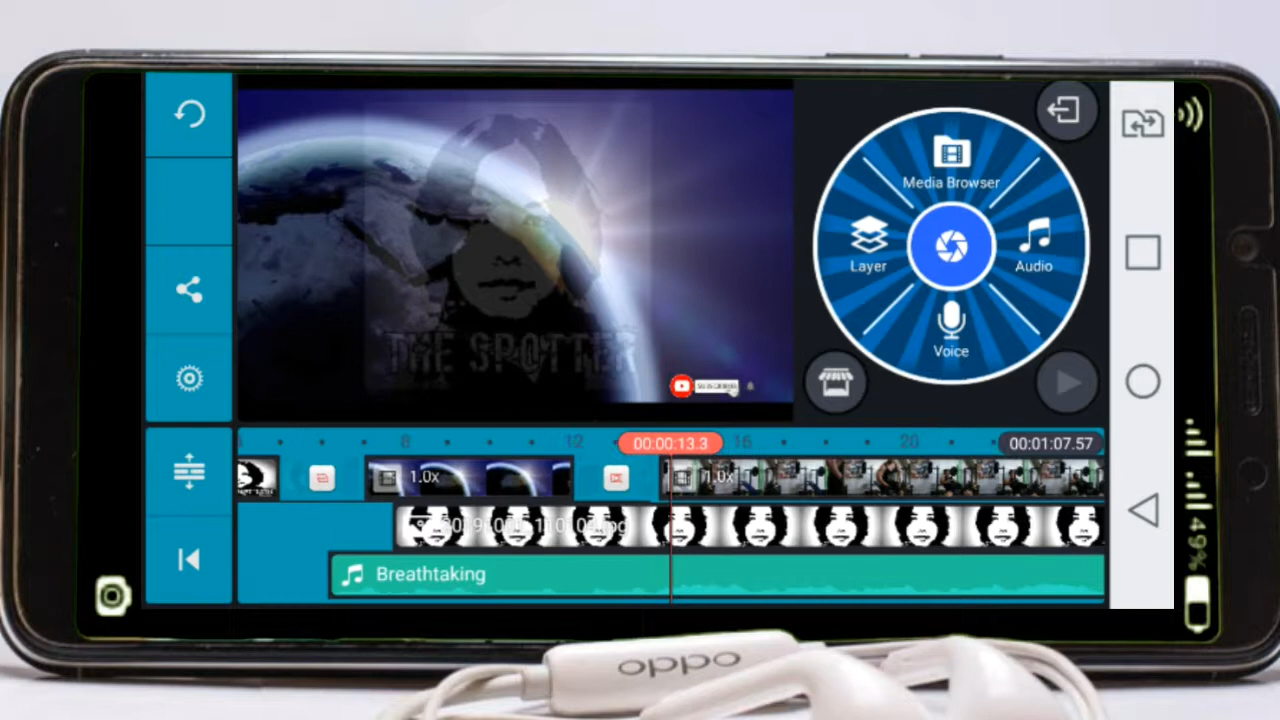 Media Browser
Layer
Audio
Voice
THE SPOTTER
SUBSCRIBE
8
12
00:00:13.3
16
20
00:01:07.57
1.0x
1.0x
Breathtaking
49%
oppo